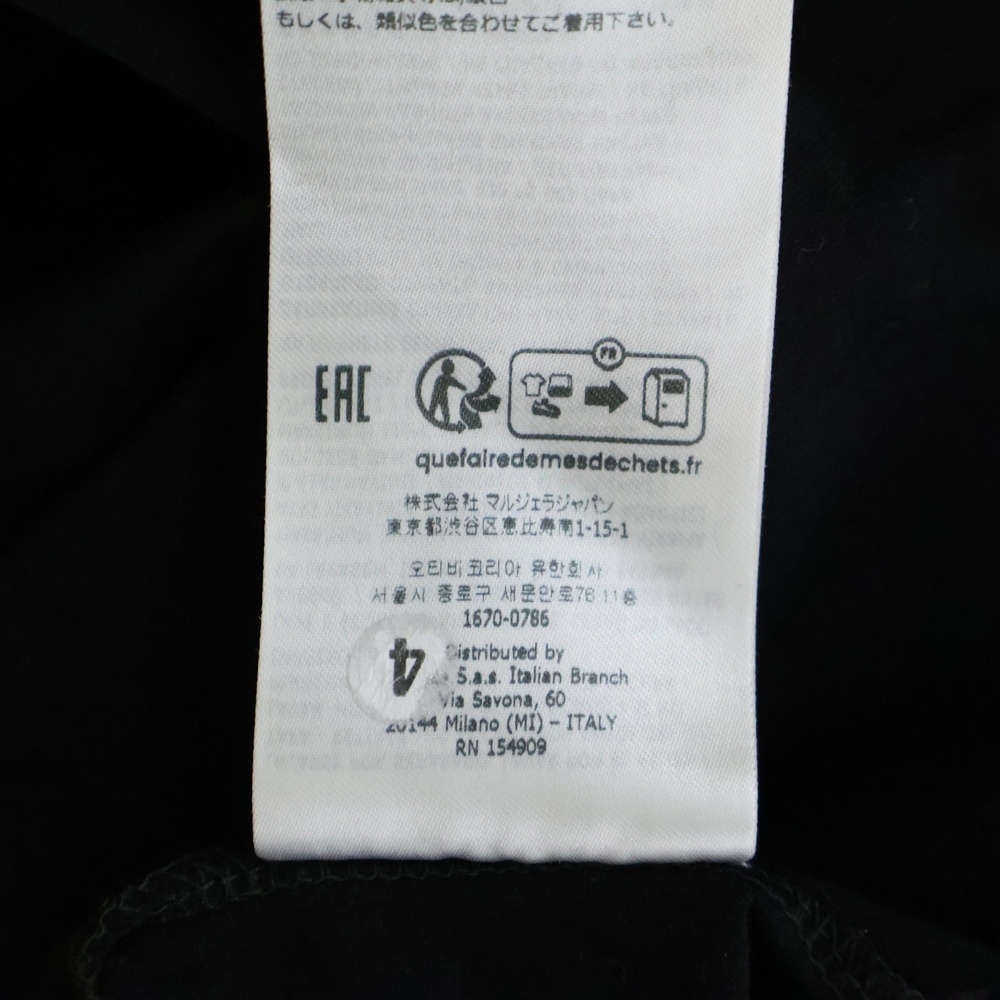 もしくは、類似色を合わせてご着用下さい。
EAC
FR
quefairedemesdechets.fr
株式会社 マルジェラジャパン
東京都渋谷区恵比寿南1-15-1
오티비코리아 유한회사
서울시 종로구 새문안로76 11층
1670-0786
Distributed by
S.a.s. Italian Branch
Via Savona, 60
20144 Milano (MI) – ITALY
RN 154909
4